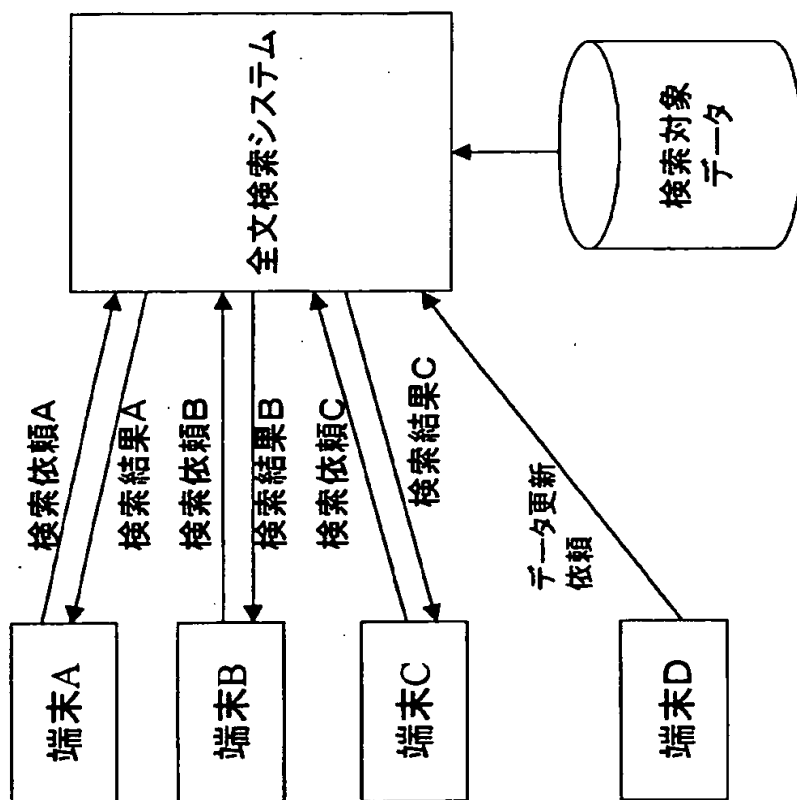 全文検索システム
検索対象
データ
検索依頼A
検索結果A
検索依頼B
検索結果B
検索依頼C
検索結果C
データ更新
依頼
端末A
端末B
端末C
端末D